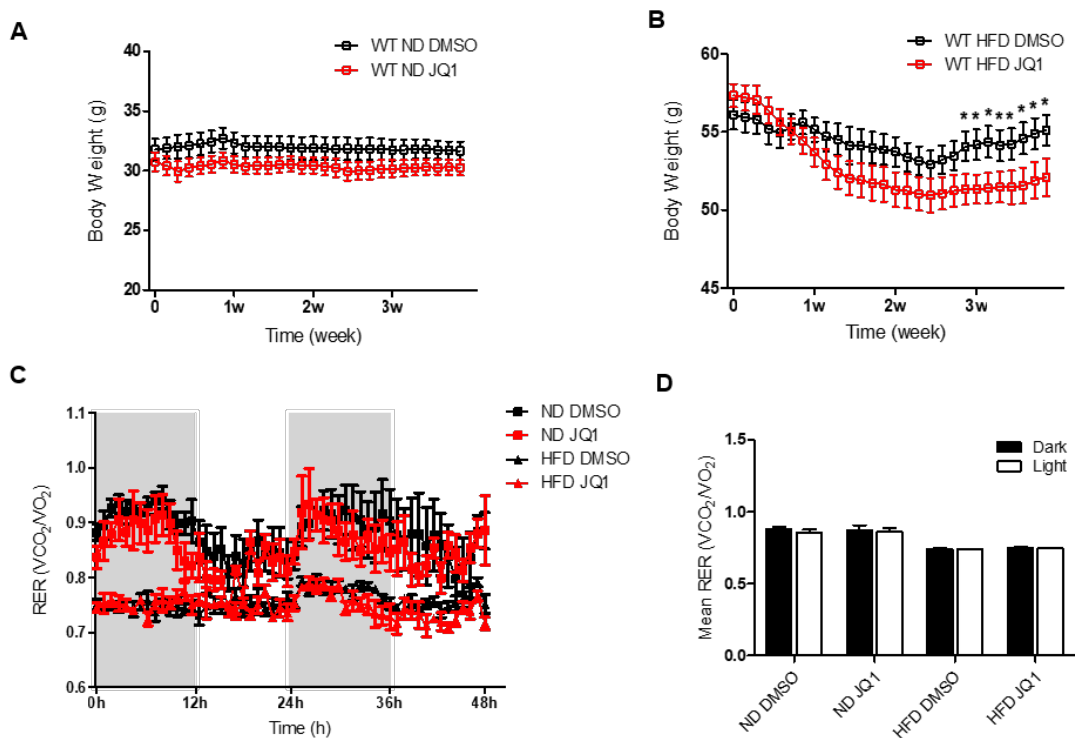 A
WT ND DMSO
WT ND JQ1
40
35
30
25
20
Body Weight (g)
0 1w 2w 3w
Time (week)
B
WT HFD DMSO
WT HFD JQ1
60
55
50
45
Body Weight (g)
** * ** * * *
0 1w 2w 3w
Time (week)
C
ND DMSO
ND JQ1
HFD DMSO
HFD JQ1
1.1
1.0
0.9
0.8
0.7
0.6
RER (VCO₂/VO₂)
0h 12h 24h 36h 48h
Time (h)
D
Dark
Light
1.5
1.0
0.5
0.0
Mean RER (VCO₂/VO₂)
ND DMSO
ND JQ1
HFD DMSO
HFD JQ1